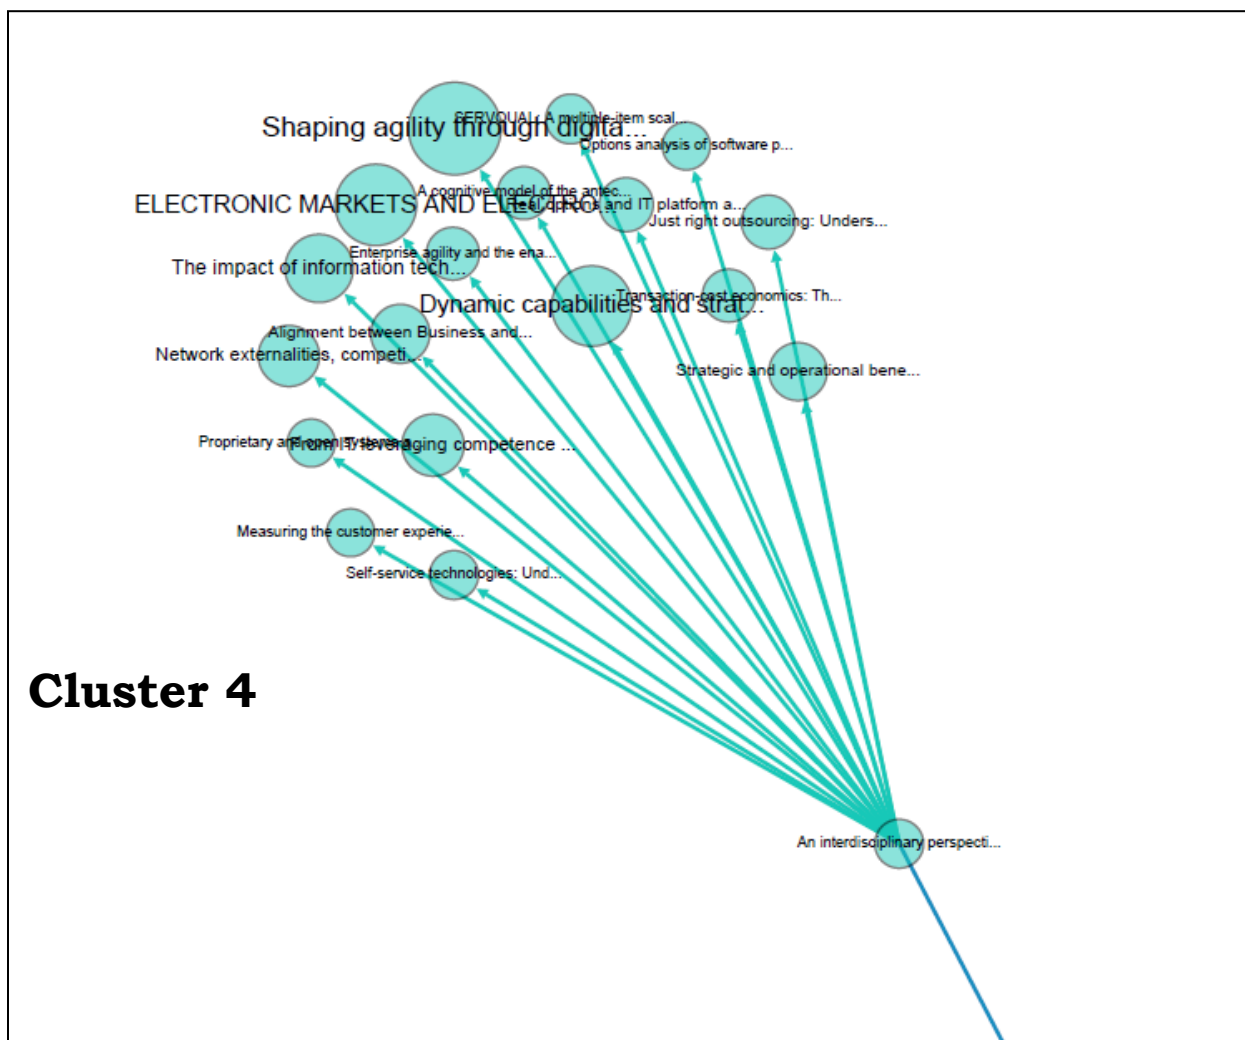 SERVQUAL: A multiple-item scal...
Shaping agility through digita...
Options analysis of software p...
A cognitive model of the antec...
ELECTRONIC MARKETS AND ELECTRO...
Real options and IT platform a...
Just right outsourcing: Unders...
Enterprise agility and the ena...
The impact of information tech...
Transaction-cost economics: Th...
Dynamic capabilities and strat...
Alignment between Business and...
Network externalities, competi...
Strategic and operational bene...
Proprietary and open systems a...
From IT leveraging competence ...
Measuring the customer experie...
Self-service technologies: Und...
Cluster 4
An interdisciplinary perspecti...